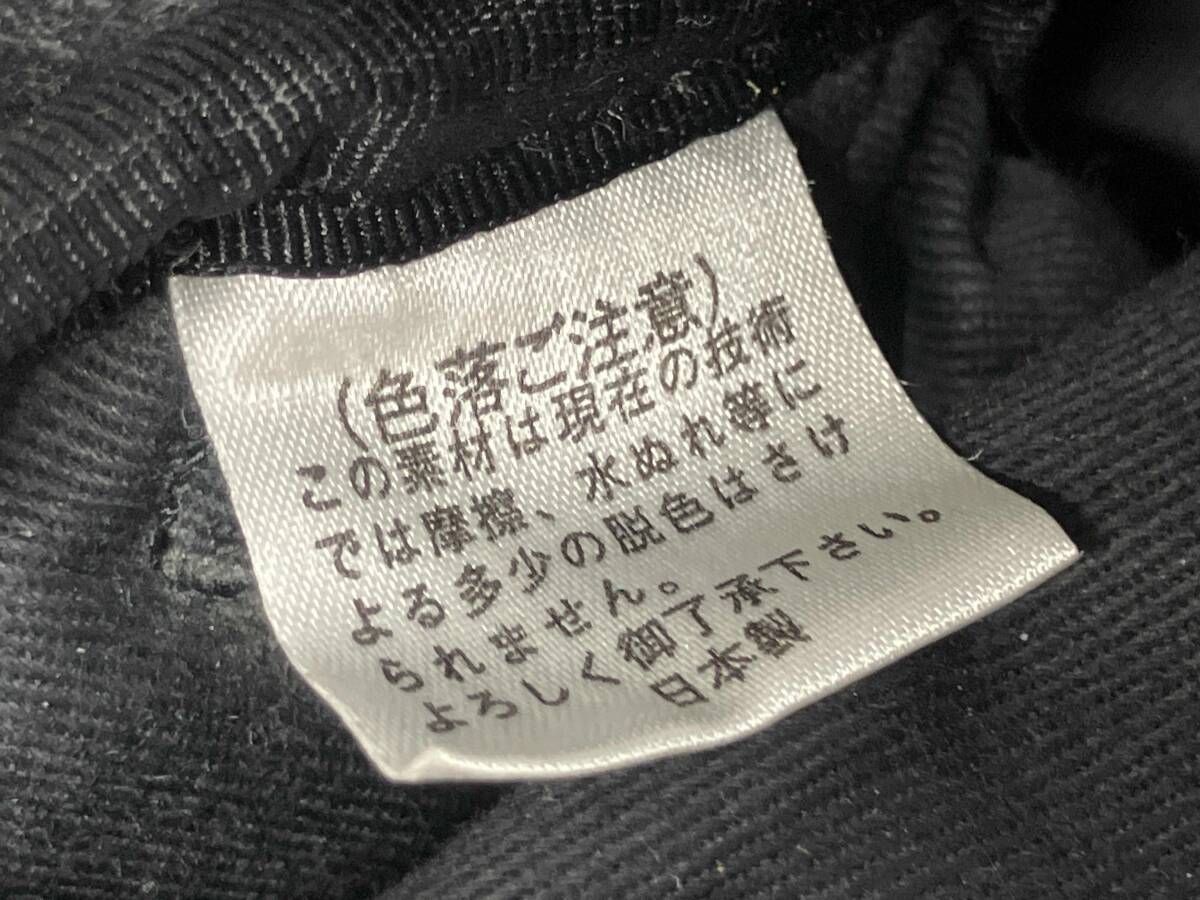 (色落ご注意)
この素材は現在の技術
では摩擦、水ぬれ等に
よる多少の脱色はさけ
られません。
よろしく御了承下さい。
日本製